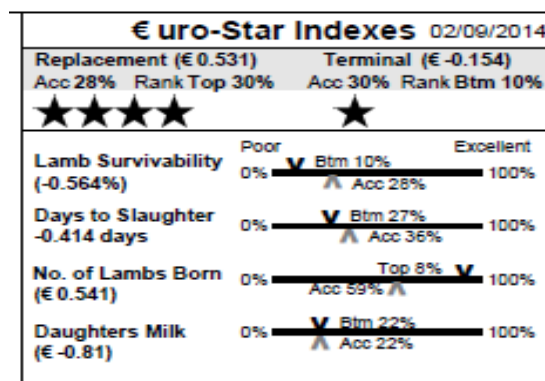 € uro-Star Indexes 02/09/2014
Replacement (€ 0.531) Terminal (€ -0.154)
Acc 28% Rank Top 30% Acc 30% Rank Btm 10%
Poor Excellent
Lamb Survivability
(-0.564%)
0% Btm 10% 100%
Acc 28%
Days to Slaughter
-0.414 days
0% Btm 27% 100%
Acc 36%
No. of Lambs Born
(€ 0.541)
0% Top 8% 100%
Acc 59%
Daughters Milk
(€ -0.81)
0% Btm 22% 100%
Acc 22%